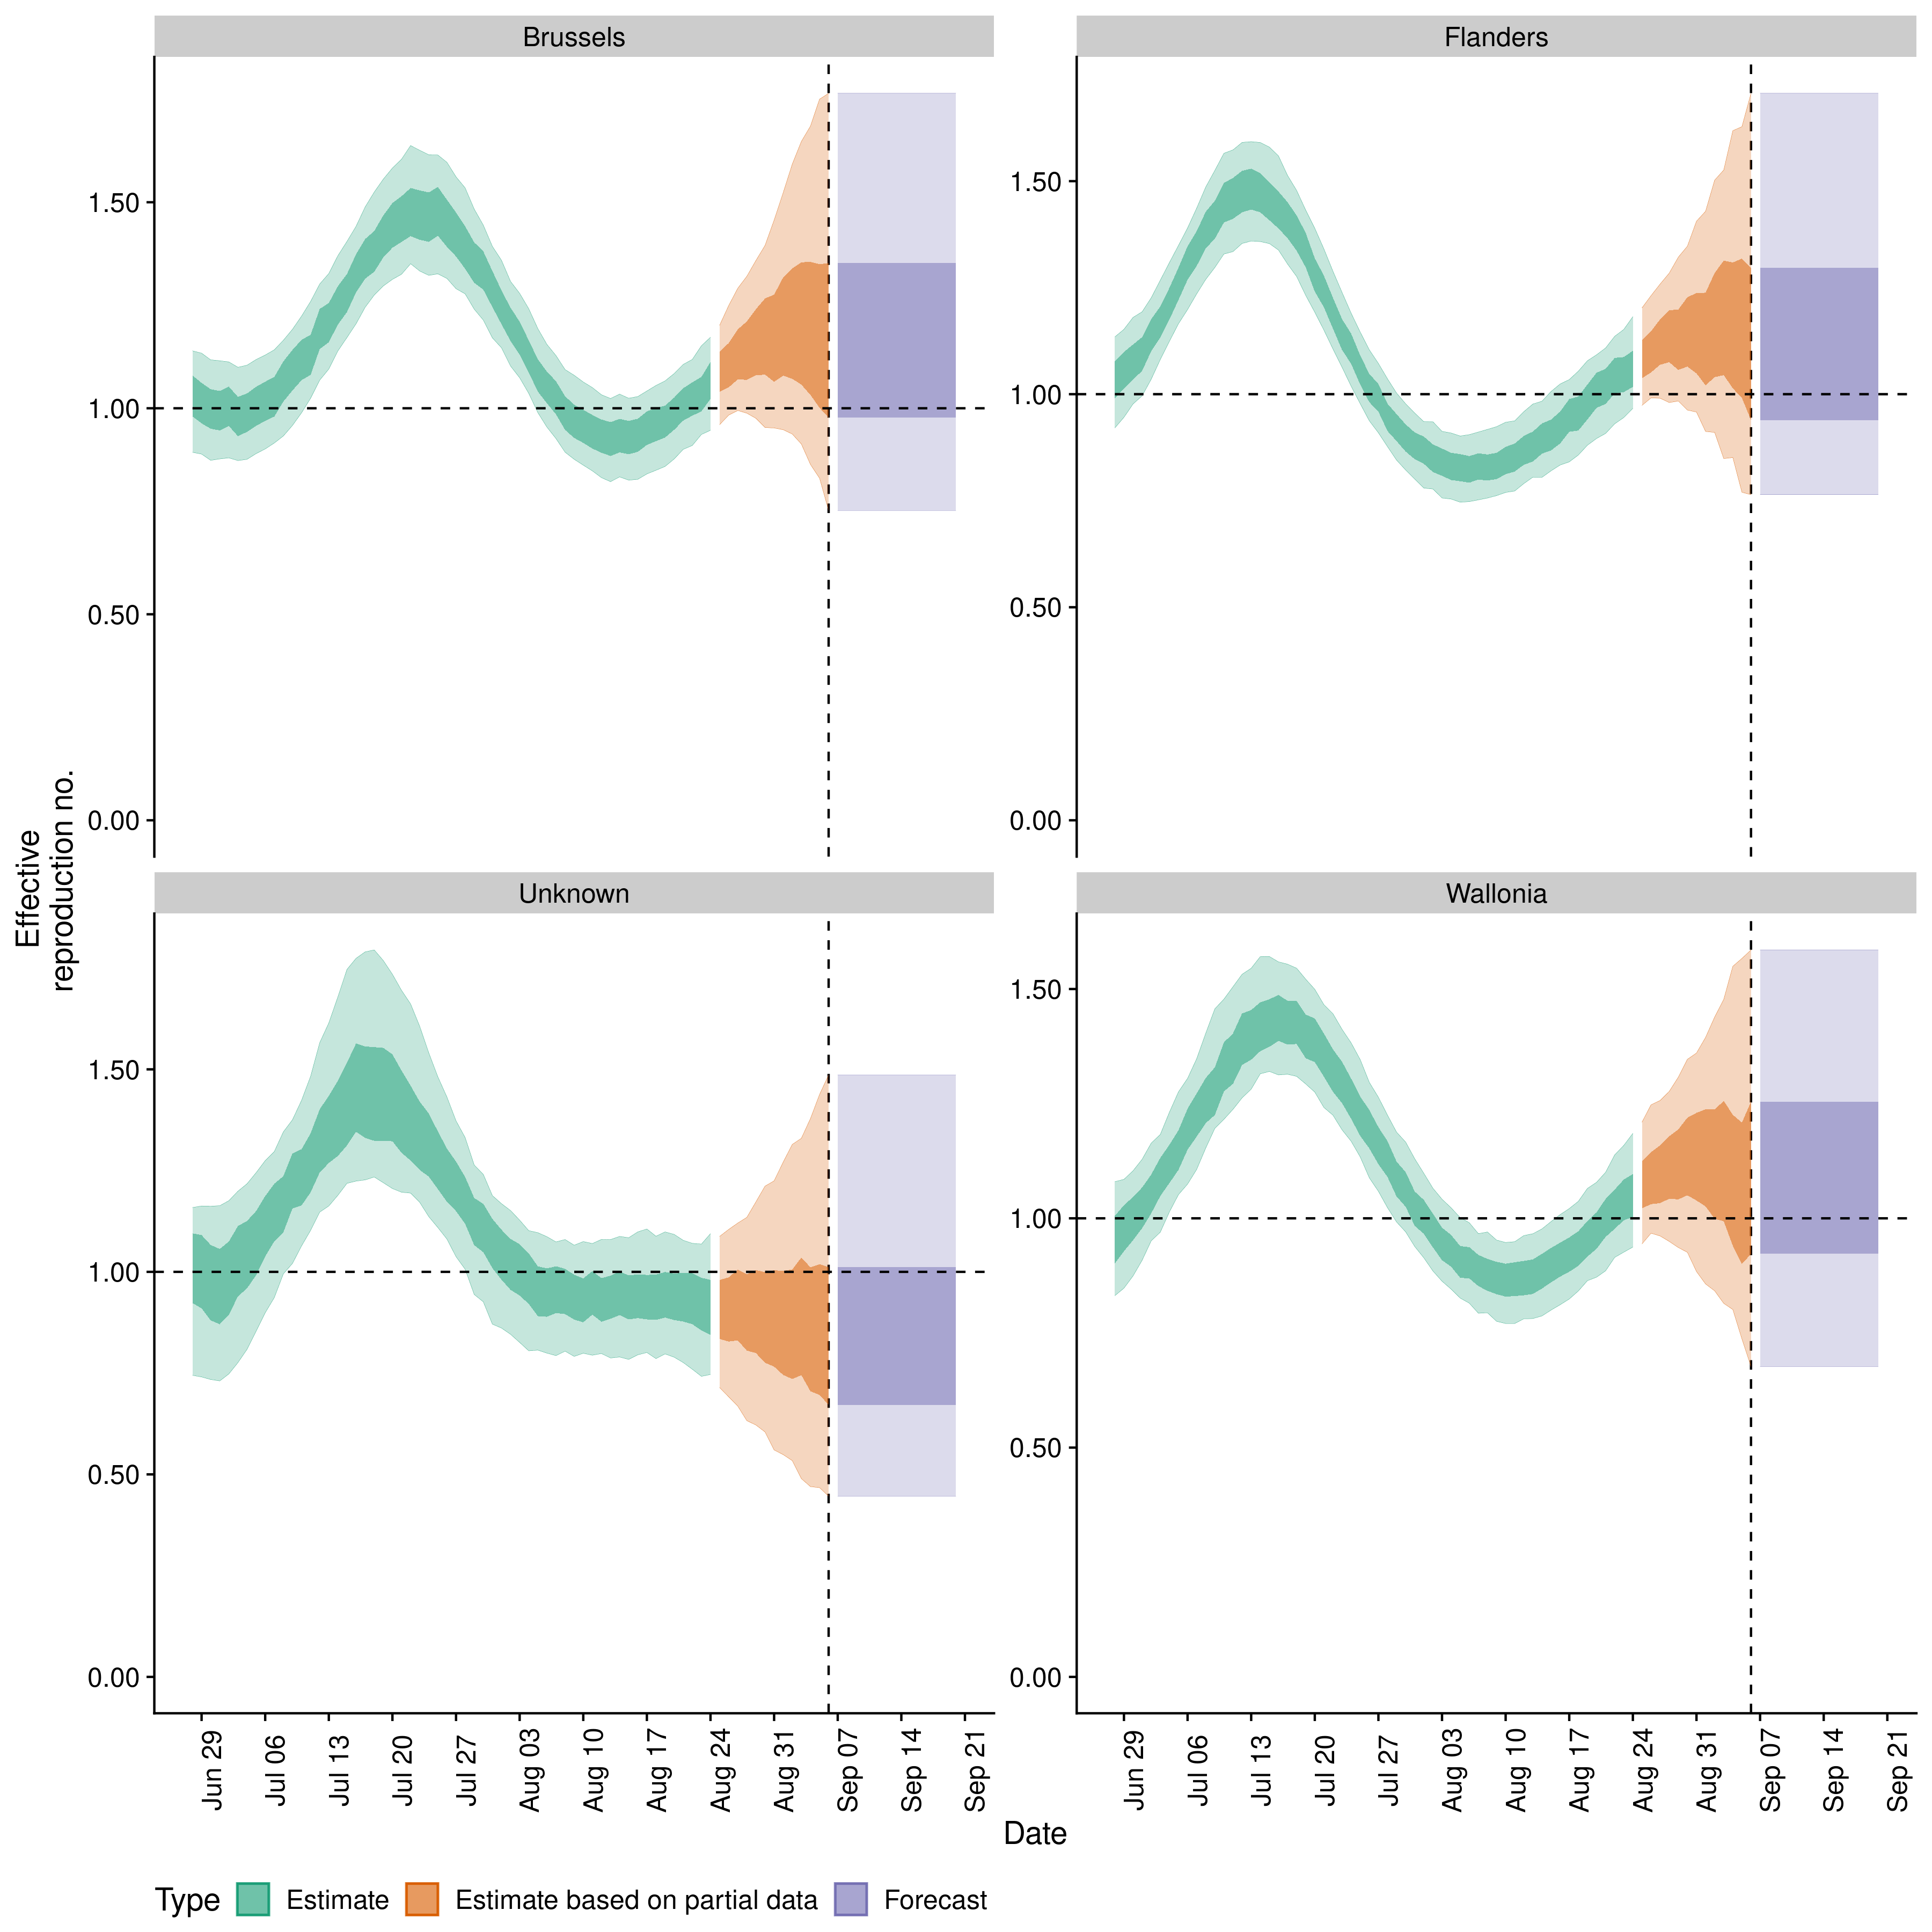 Brussels
Flanders
1.50
1.00
0.50
0.00
1.50
1.00
0.50
0.00
Effective
reproduction no.
Unknown
Wallonia
1.50
1.00
0.50
0.00
1.50
1.00
0.50
0.00
Jun 29 Jul 06 Jul 13 Jul 20 Jul 27 Aug 03 Aug 10 Aug 17 Aug 24 Aug 31 Sep 07 Sep 14 Sep 21
Jun 29 Jul 06 Jul 13 Jul 20 Jul 27 Aug 03 Aug 10 Aug 17 Aug 24 Aug 31 Sep 07 Sep 14 Sep 21
Date
Type Estimate Estimate based on partial data Forecast